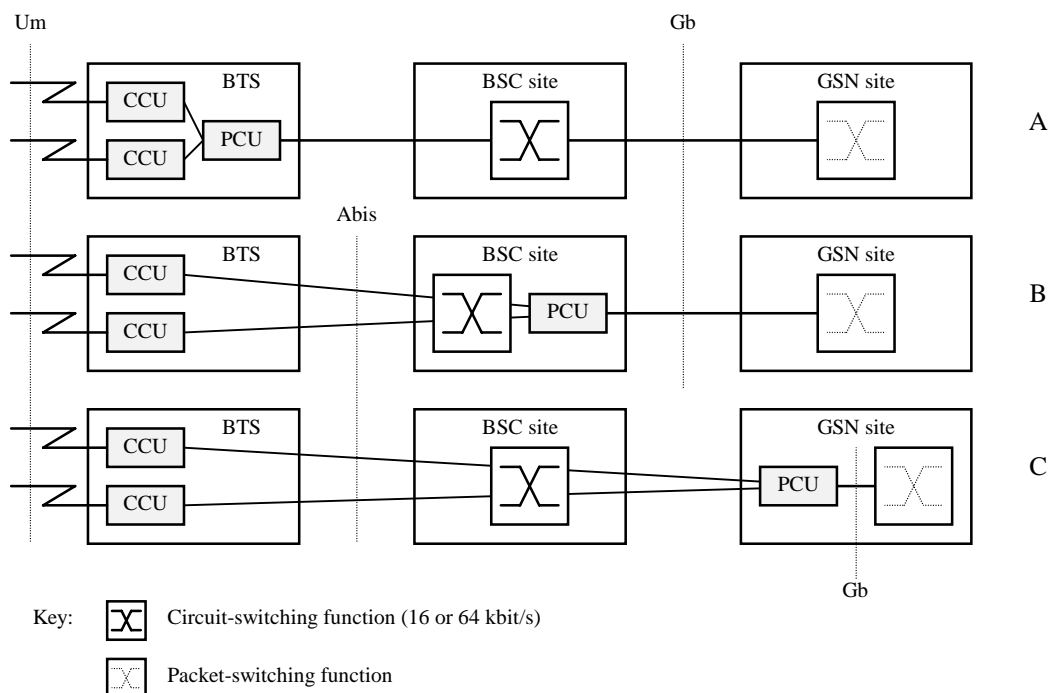 Um
Gb
BTS
BSC site
GSN site
CCU
CCU
PCU
A
Abis
BTS
BSC site
GSN site
CCU
CCU
PCU
B
BTS
BSC site
GSN site
CCU
CCU
PCU
C
Gb
Key:
Circuit-switching function (16 or 64 kbit/s)
Packet-switching function